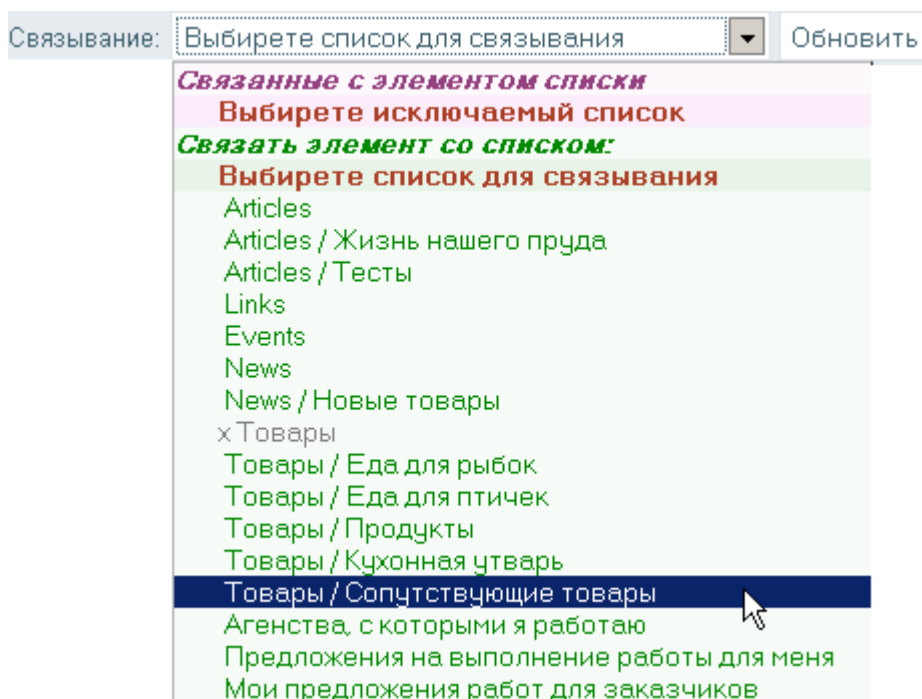 Связывание: Выбирете список для связывания Обновить
Связанные с элементом списки
Выбирете исключаемый список
Связать элемент со списком:
Выбирете список для связывания
Articles
Articles / Жизнь нашего пруда
Articles / Тесты
Links
Events
News
News / Новые товары
x Товары
Товары / Еда для рыбок
Товары / Еда для птичек
Товары / Продукты
Товары / Кухонная утварь
Товары / Сопутствующие товары
Агенства, с которыми я работаю
Предложения на выполнение работы для меня
Мои предложения работ для заказчиков